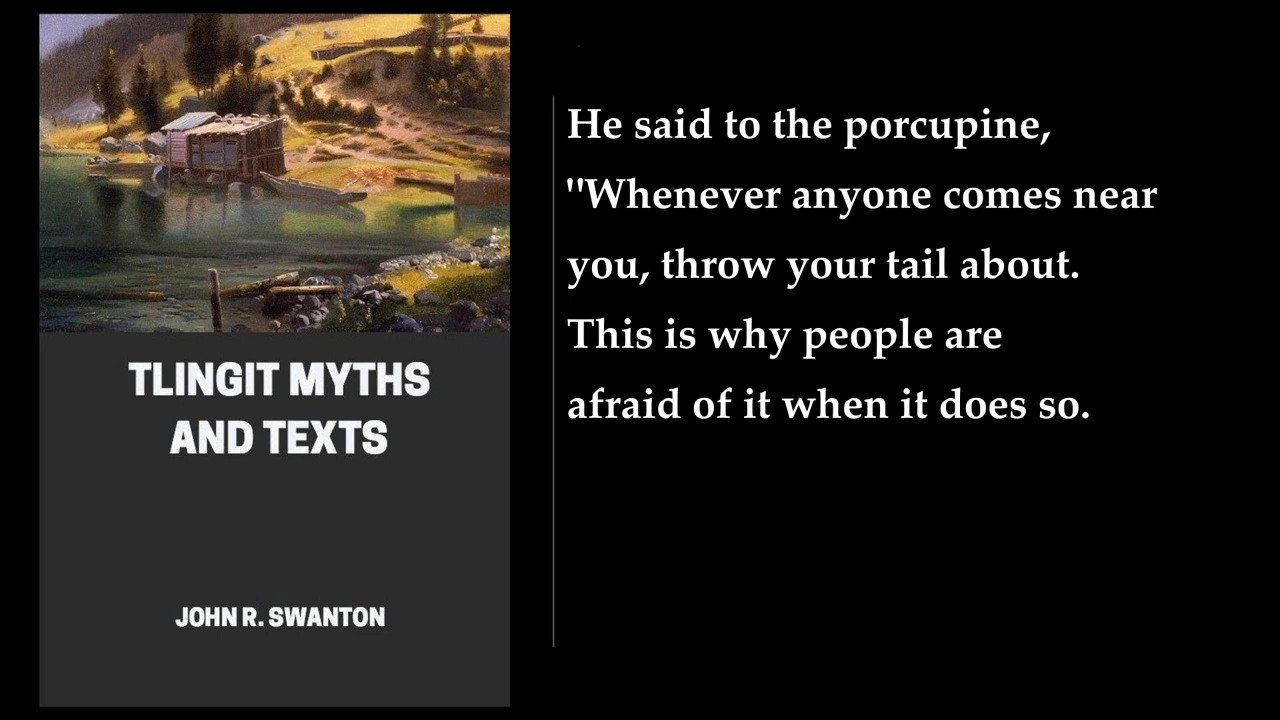 TLINGIT MYTHS
AND TEXTS
JOHN R. SWANTON
He said to the porcupine,
"Whenever anyone comes near
you, throw your tail about.
This is why people are
afraid of it when it does so.